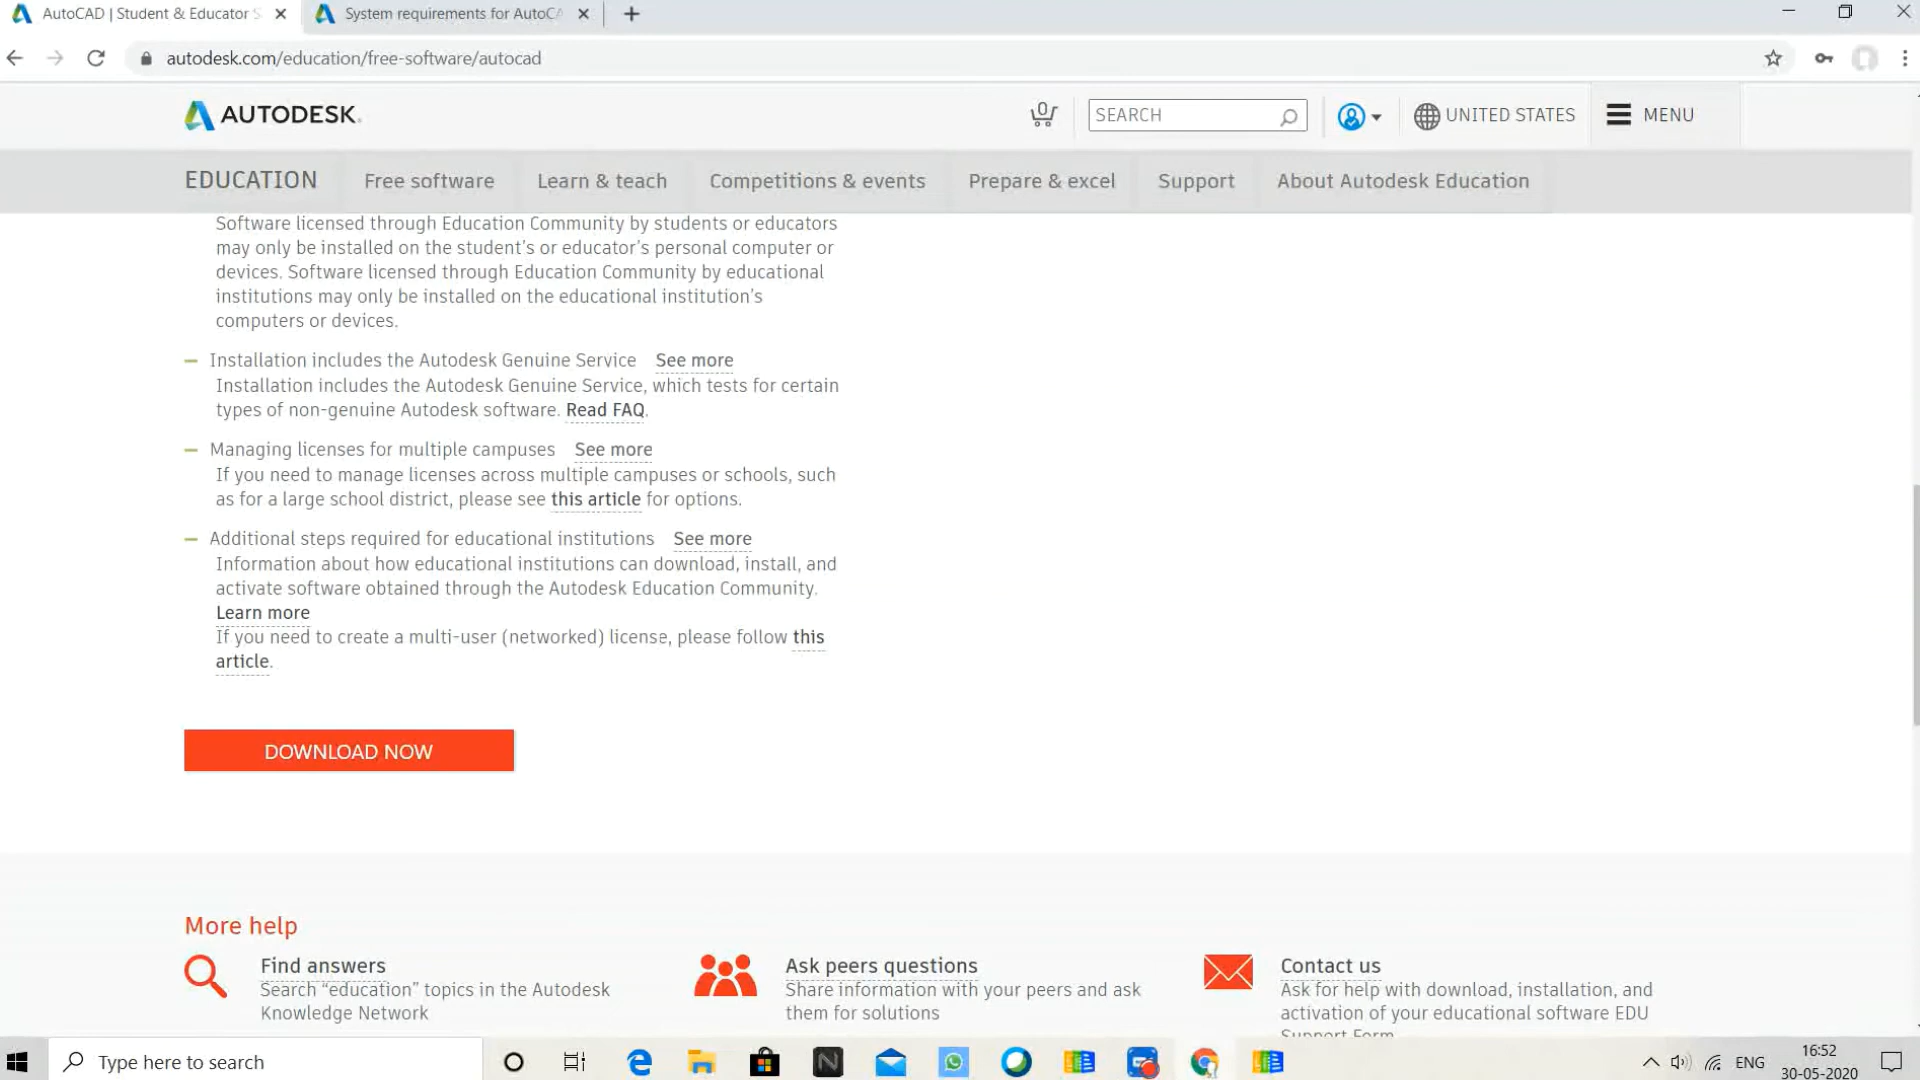 AutoCAD | Student & Educator S
System requirements for AutoCA
autodesk.com/education/free-software/autocad
AUTODESK.
0
SEARCH
UNITED STATES
MENU
EDUCATION
Free software
Learn & teach
Competitions & events
Prepare & excel
Support
About Autodesk Education
Software licensed through Education Community by students or educators
may only be installed on the student’s or educator’s personal computer or
devices. Software licensed through Education Community by educational
institutions may only be installed on the educational institution’s
computers or devices.
Installation includes the Autodesk Genuine Service See more
Installation includes the Autodesk Genuine Service, which tests for certain
types of non-genuine Autodesk software. Read FAQ.
Managing licenses for multiple campuses See more
If you need to manage licenses across multiple campuses or schools, such
as for a large school district, please see this article for options.
Additional steps required for educational institutions See more
Information about how educational institutions can download, install, and
activate software obtained through the Autodesk Education Community.
Learn more
If you need to create a multi-user (networked) license, please follow this
article.
DOWNLOAD NOW
More help
Find answers
Search “education” topics in the Autodesk
Knowledge Network
Ask peers questions
Share information with your peers and ask
them for solutions
Contact us
Ask for help with download, installation, and
activation of your educational software EDU
Support Form
Type here to search
ENG
16:52
30-05-2020